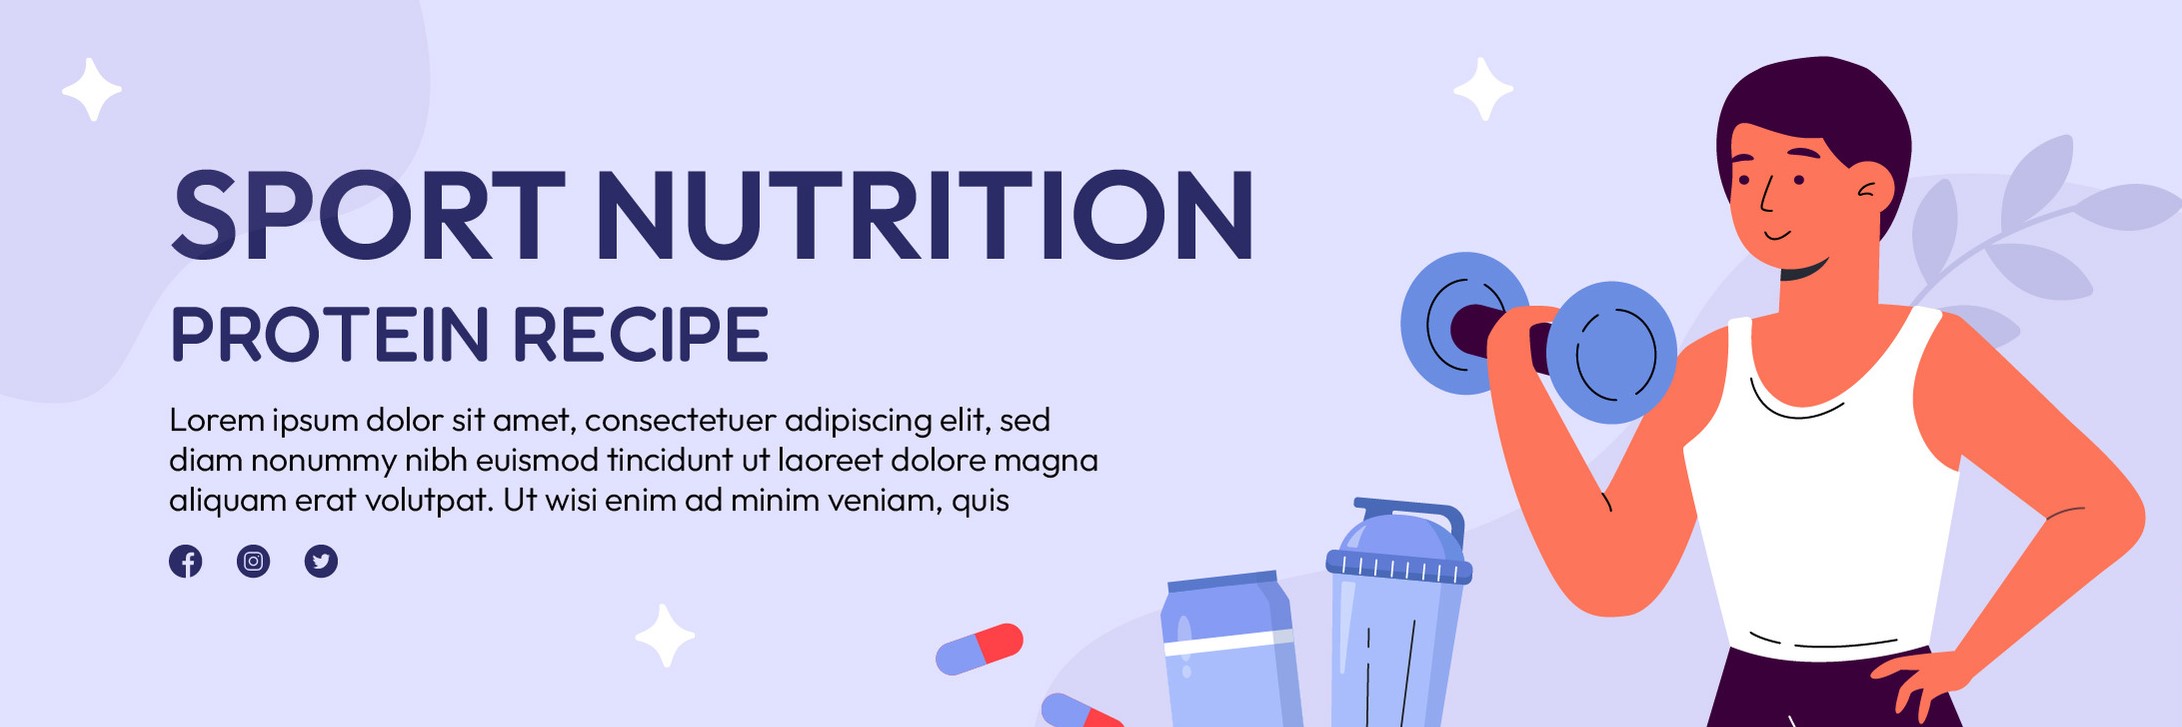 SPORT NUTRITION
PROTEIN RECIPE
Lorem ipsum dolor sit amet, consectetuer adipiscing elit, sed
diam nonummy nibh euismod tincidunt ut laoreet dolore magna
aliquam erat volutpat. Ut wisi enim ad minim veniam, quis